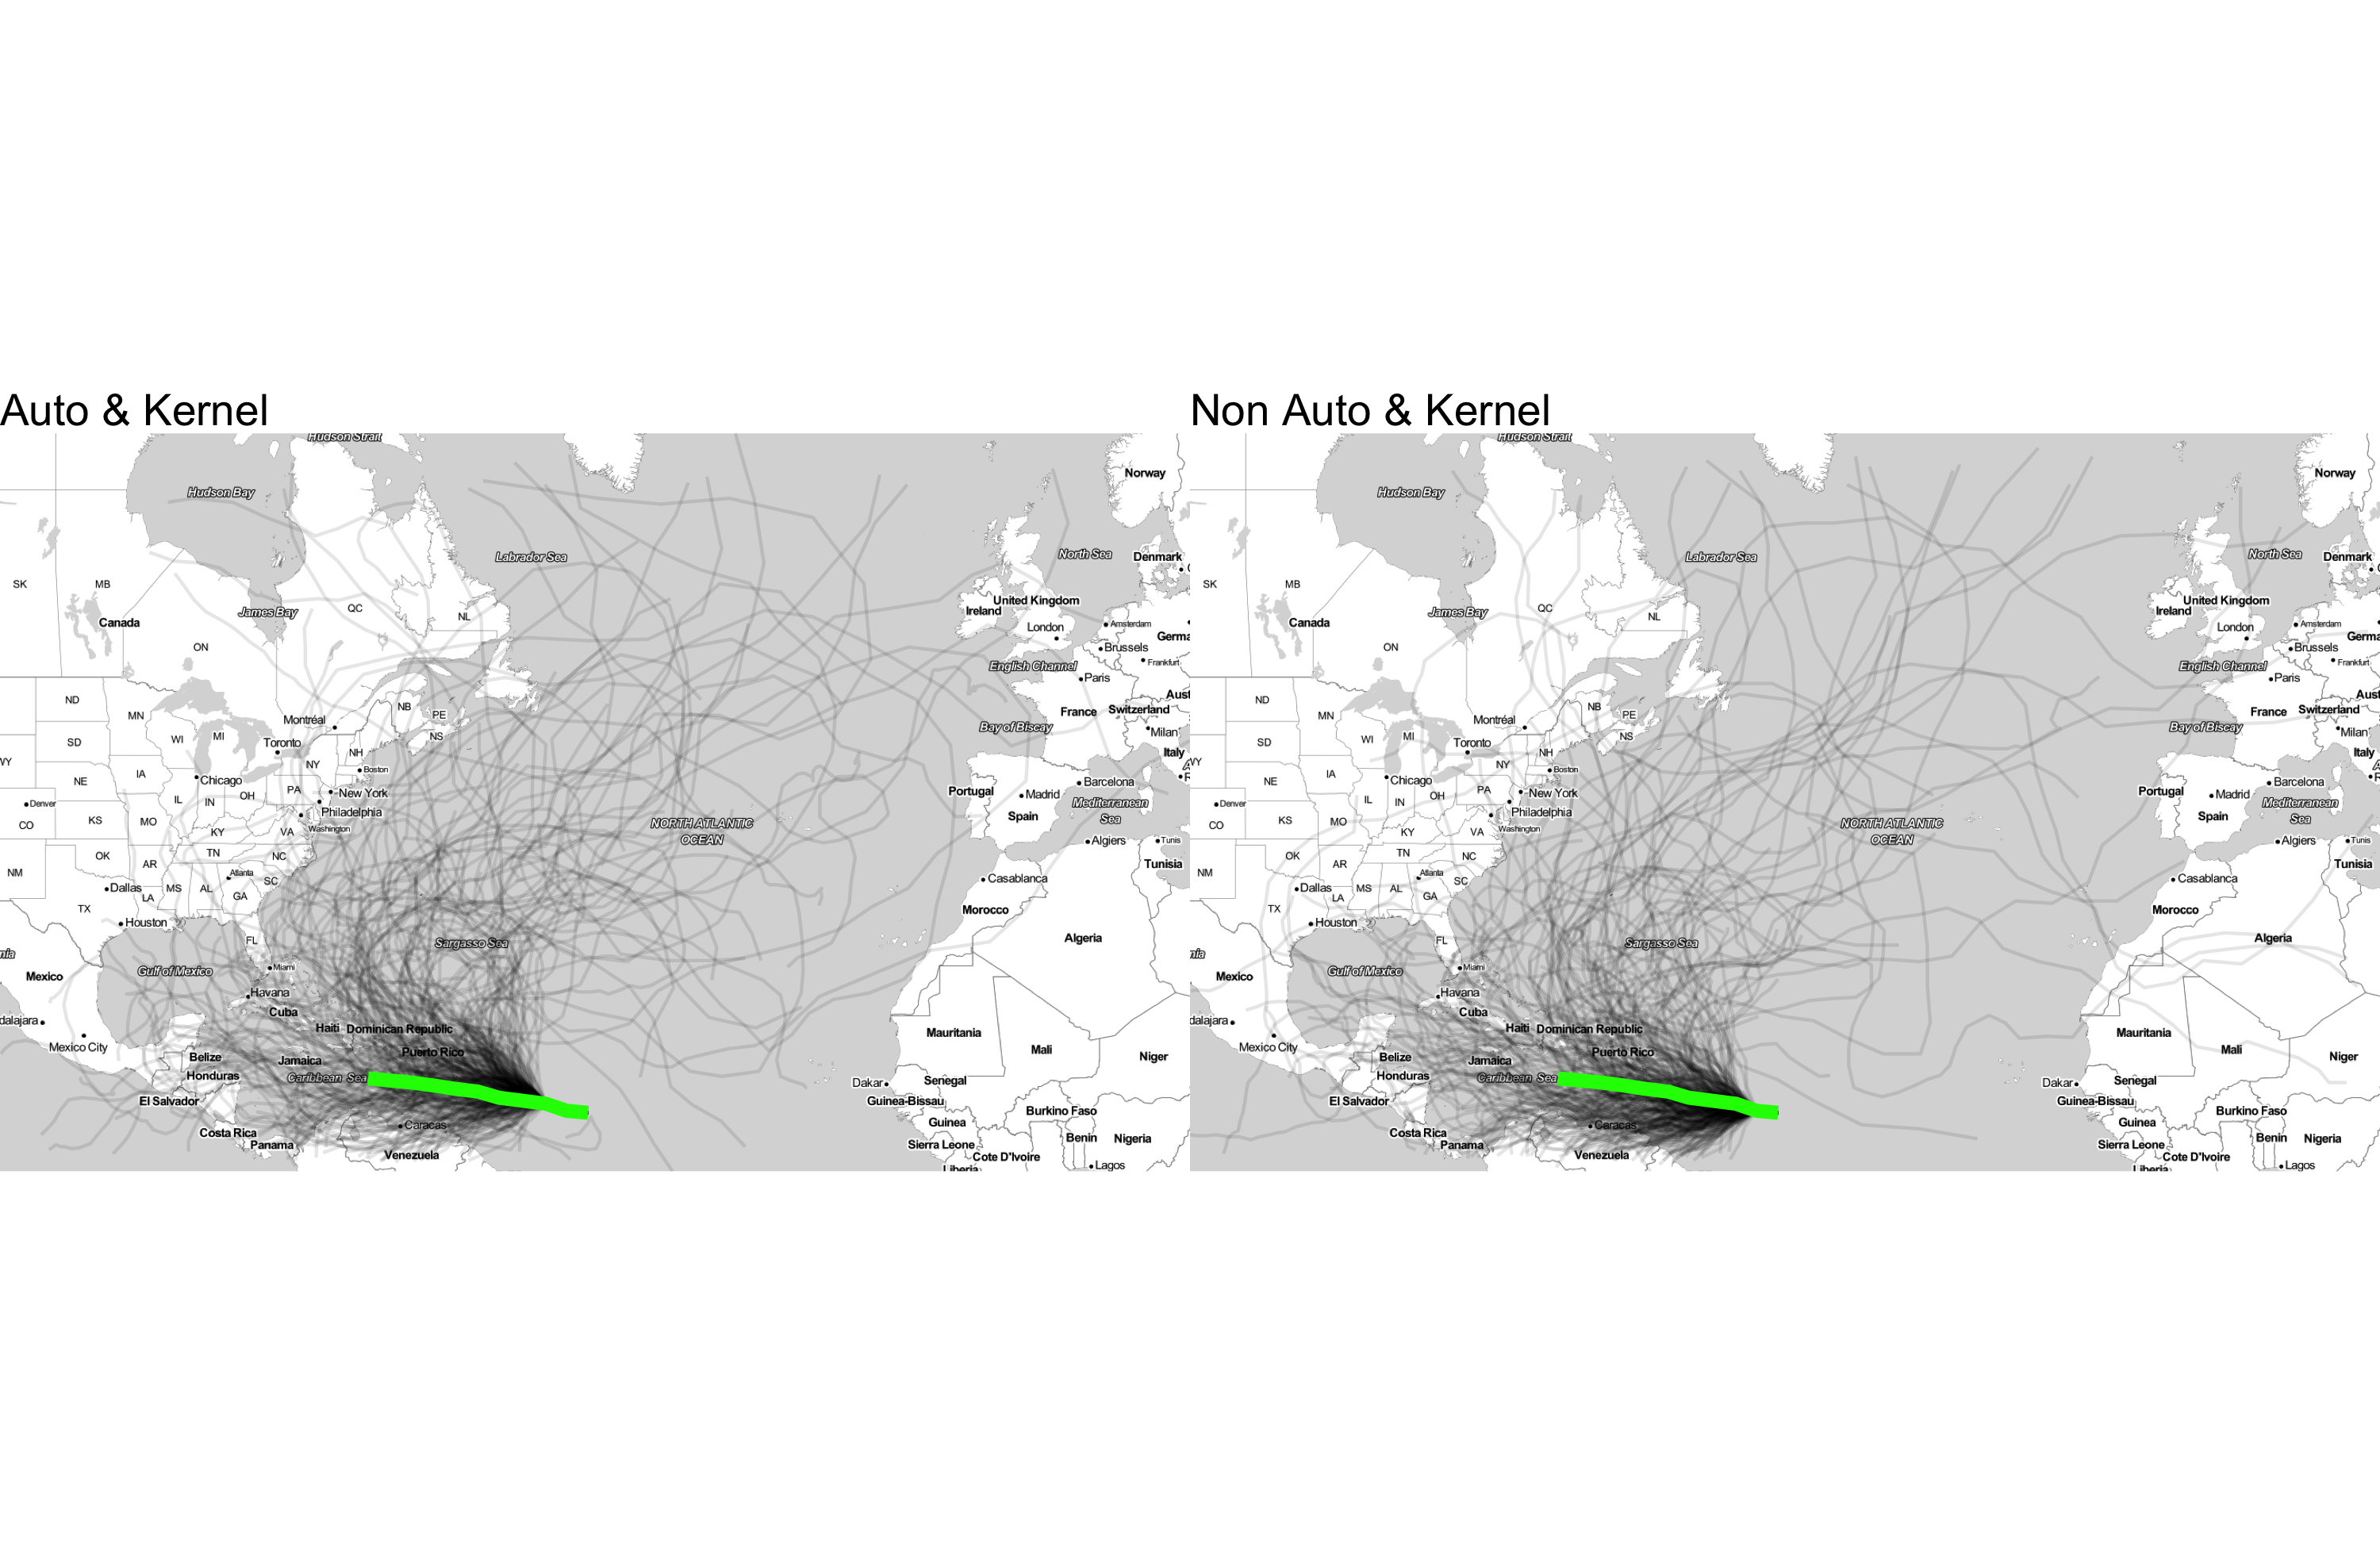 Auto & Kernel
Hudson Strait
Norway
Hudson Bay
Labrador Sea
North Sea
Denmark
SK
MB
Canada
James Bay
QC
NL
United Kingdom
Ireland
London
Amsterdam
Germa
ON
Brussels
English Channel
Frankfurt
Paris
Aust
ND
MN
NB
PE
France
Switzerland
Montréal
NS
Bay of Biscay
Milan
SD
WI
MI
Toronto
NH
Italy
WY
IA
NY
Boston
NE
Chicago
Barcelona
PA
New York
Portugal
Madrid
Denver
IL
IN
OH
Philadelphia
Mediterranean
Sea
CO
KS
MO
KY
VA
Washington
NORTH ATLANTIC
OCEAN
Spain
Algiers
Tunis
OK
AR
TN
NC
Tunisia
NM
Atlanta
SC
Casablanca
Dallas
LA
MS
AL
GA
TX
Houston
Morocco
FL
Sargasso Sea
Algeria
nia
Mexico
Gulf of Mexico
Miami
Havana
Cuba
dalajara
Haiti
Dominican Republic
Mauritania
Mexico City
Puerto Rico
Mali
Niger
Belize
Jamaica
Honduras
Caribbean Sea
Dakar
Senegal
El Salvador
Guinea-Bissau
Burkino Faso
Caracas
Guinea
Costa Rica
Panama
Benin
Nigeria
Sierra Leone
Venezuela
Cote D'Ivoire
Liberia
Lagos
Non Auto & Kernel
Hudson Strait
Norway
Hudson Bay
Labrador Sea
North Sea
Denmark
SK
MB
Canada
James Bay
QC
NL
United Kingdom
Ireland
London
Amsterdam
Germa
ON
Brussels
English Channel
Frankfurt
Paris
Aust
ND
MN
NB
PE
France
Switzerland
Montréal
NS
Bay of Biscay
Milan
SD
WI
MI
Toronto
NH
Italy
WY
IA
NY
Boston
NE
Chicago
Barcelona
PA
New York
Portugal
Madrid
Denver
IL
IN
OH
Philadelphia
Mediterranean
Sea
CO
KS
MO
KY
VA
Washington
NORTH ATLANTIC
OCEAN
Spain
Algiers
Tunis
OK
AR
TN
NC
Tunisia
NM
Atlanta
SC
Casablanca
Dallas
LA
MS
AL
GA
TX
Houston
Morocco
FL
Sargasso Sea
Algeria
nia
Mexico
Gulf of Mexico
Miami
Havana
Cuba
dalajara
Haiti
Dominican Republic
Mauritania
Mexico City
Puerto Rico
Mali
Niger
Belize
Jamaica
Honduras
Caribbean Sea
Dakar
Senegal
El Salvador
Guinea-Bissau
Burkino Faso
Caracas
Guinea
Costa Rica
Panama
Benin
Nigeria
Sierra Leone
Venezuela
Cote D'Ivoire
Liberia
Lagos